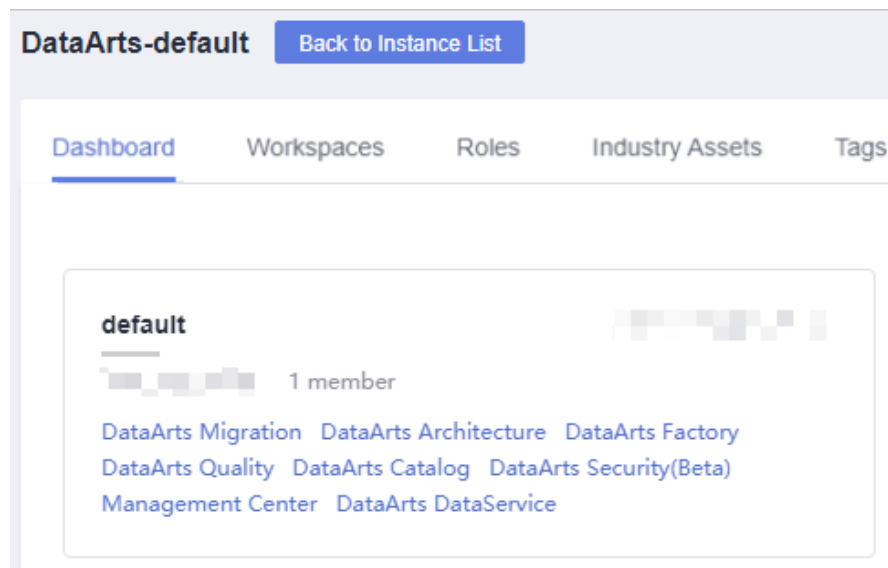 DataArts-default Back to Instance List
Dashboard Workspaces Roles Industry Assets Tags
default
1 member
DataArts Migration DataArts Architecture DataArts Factory
DataArts Quality DataArts Catalog DataArts Security(Beta)
Management Center DataArts DataService